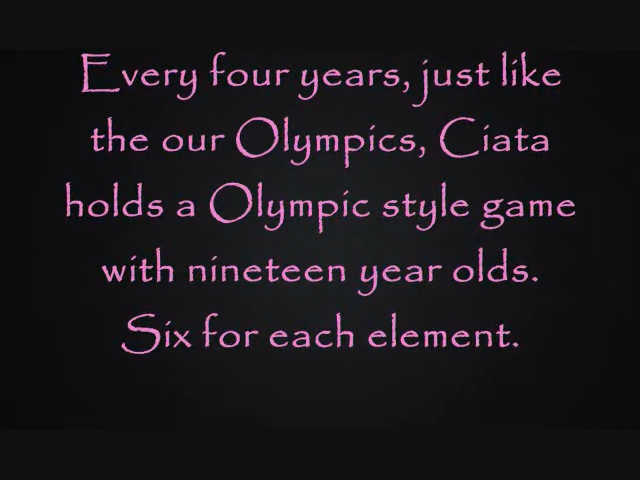 Every four years, just like
the our Olympics, Ciata
holds a Olympic style game
with nineteen year olds.
Six for each element.